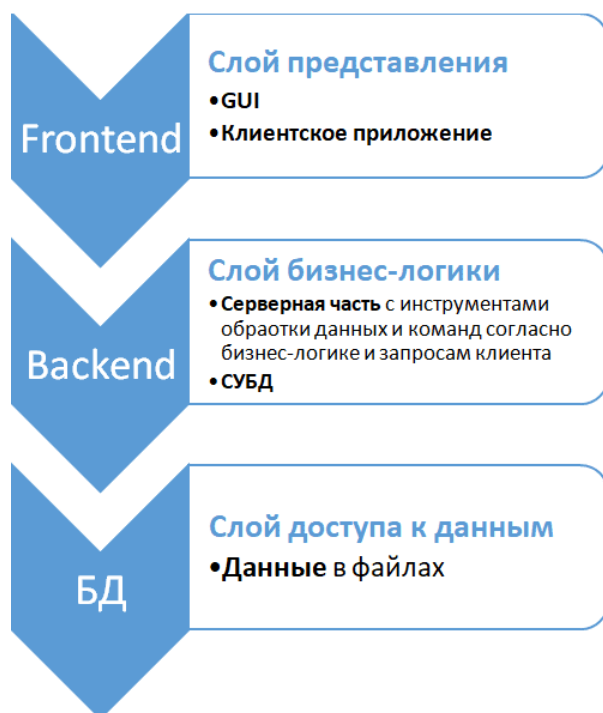 Frontend
Слой представления
•GUI
•Клиентское приложение
Backend
Слой бизнес-логики
•Серверная часть с инструментами
обраотки данных и команд согласно
бизнес-логике и запросам клиента
•СУБД
БД
Слой доступа к данным
•Данные в файлах